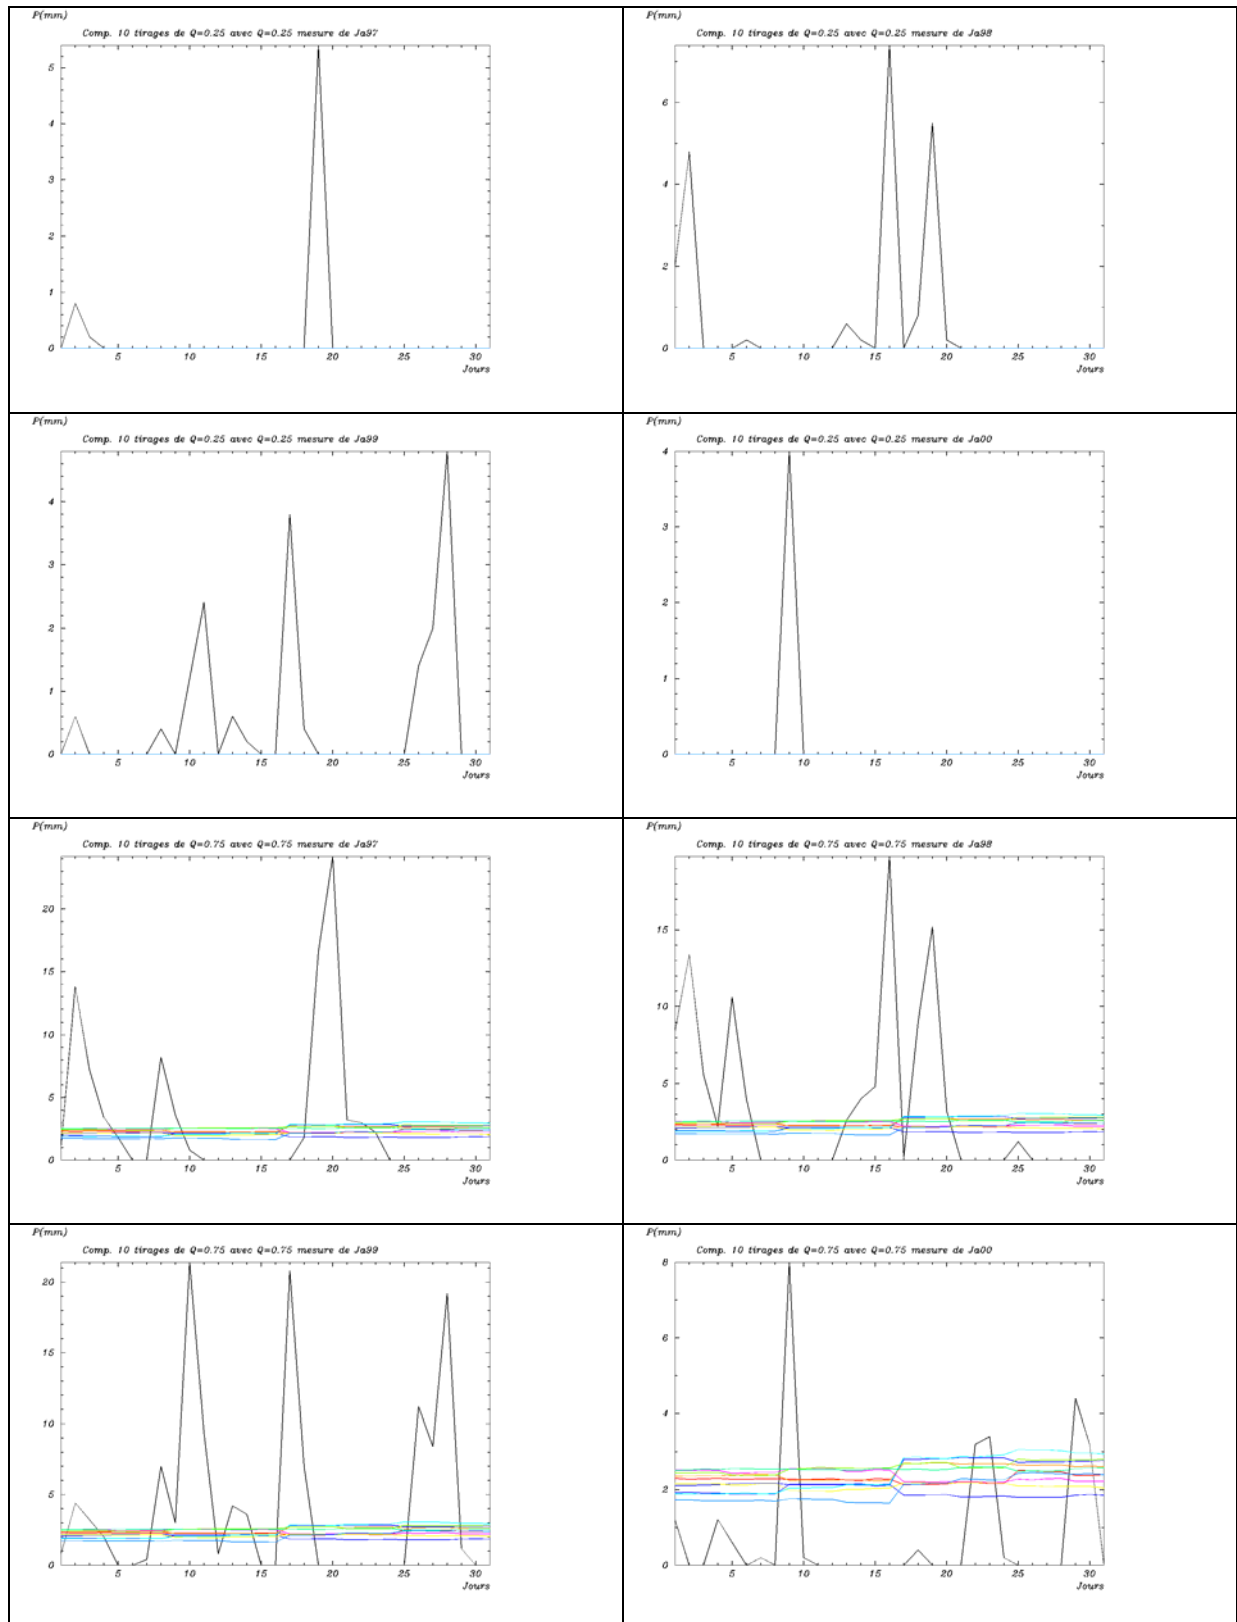 P(mm)
Comp. 10 tirages de Q=0.25 avec Q=0.25 mesure de Ja97
5
4
3
2
1
0
5 10 15 20 25 30
Jours
P(mm)
Comp. 10 tirages de Q=0.25 avec Q=0.25 mesure de Ja98
6
4
2
0
5 10 15 20 25 30
Jours
P(mm)
Comp. 10 tirages de Q=0.25 avec Q=0.25 mesure de Ja99
4
3
2
1
0
5 10 15 20 25 30
Jours
P(mm)
Comp. 10 tirages de Q=0.25 avec Q=0.25 mesure de Ja00
4
3
2
1
0
5 10 15 20 25 30
Jours
P(mm)
Comp. 10 tirages de Q=0.75 avec Q=0.75 mesure de Ja97
20
15
10
5
0
5 10 15 20 25 30
Jours
P(mm)
Comp. 10 tirages de Q=0.75 avec Q=0.75 mesure de Ja98
15
10
5
0
5 10 15 20 25 30
Jours
P(mm)
Comp. 10 tirages de Q=0.75 avec Q=0.75 mesure de Ja99
20
15
10
5
0
5 10 15 20 25 30
Jours
P(mm)
Comp. 10 tirages de Q=0.75 avec Q=0.75 mesure de Ja00
8
6
4
2
0
5 10 15 20 25 30
Jours